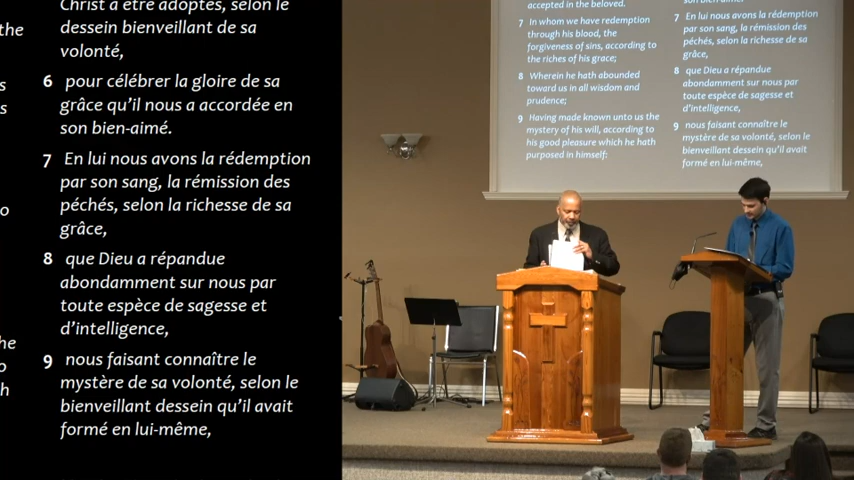 the
s
s
o
he
o
h
Christ à être adoptés, selon le
dessein bienveillant de sa
volonté,
6 pour célébrer la gloire de sa
grâce qu'il nous a accordée en
son bien-aimé.
7 En lui nous avons la rédemption
par son sang, la rémission des
péchés, selon la richesse de sa
grâce,
8 que Dieu a répandue
abondamment sur nous par
toute espèce de sagesse et
d'intelligence,
9 nous faisant connaître le
mystère de sa volonté, selon le
bienveillant dessein qu'il avait
formé en lui-même,
accepted in the beloved.
7 In whom we have redemption
through his blood, the
forgiveness of sins, according to
the riches of his grace;
8 Wherein he hath abounded
toward us in all wisdom and
prudence;
9 Having made known unto us the
mystery of his will, according to
his good pleasure which he hath
purposed in himself:
son bien-aimé.
7 En lui nous avons la rédemption
par son sang, la rémission des
péchés, selon la richesse de sa
grâce,
8 que Dieu a répandue
abondamment sur nous par
toute espèce de sagesse et
d'intelligence,
9 nous faisant connaître le
mystère de sa volonté, selon le
bienveillant dessein qu'il avait
formé en lui-même,